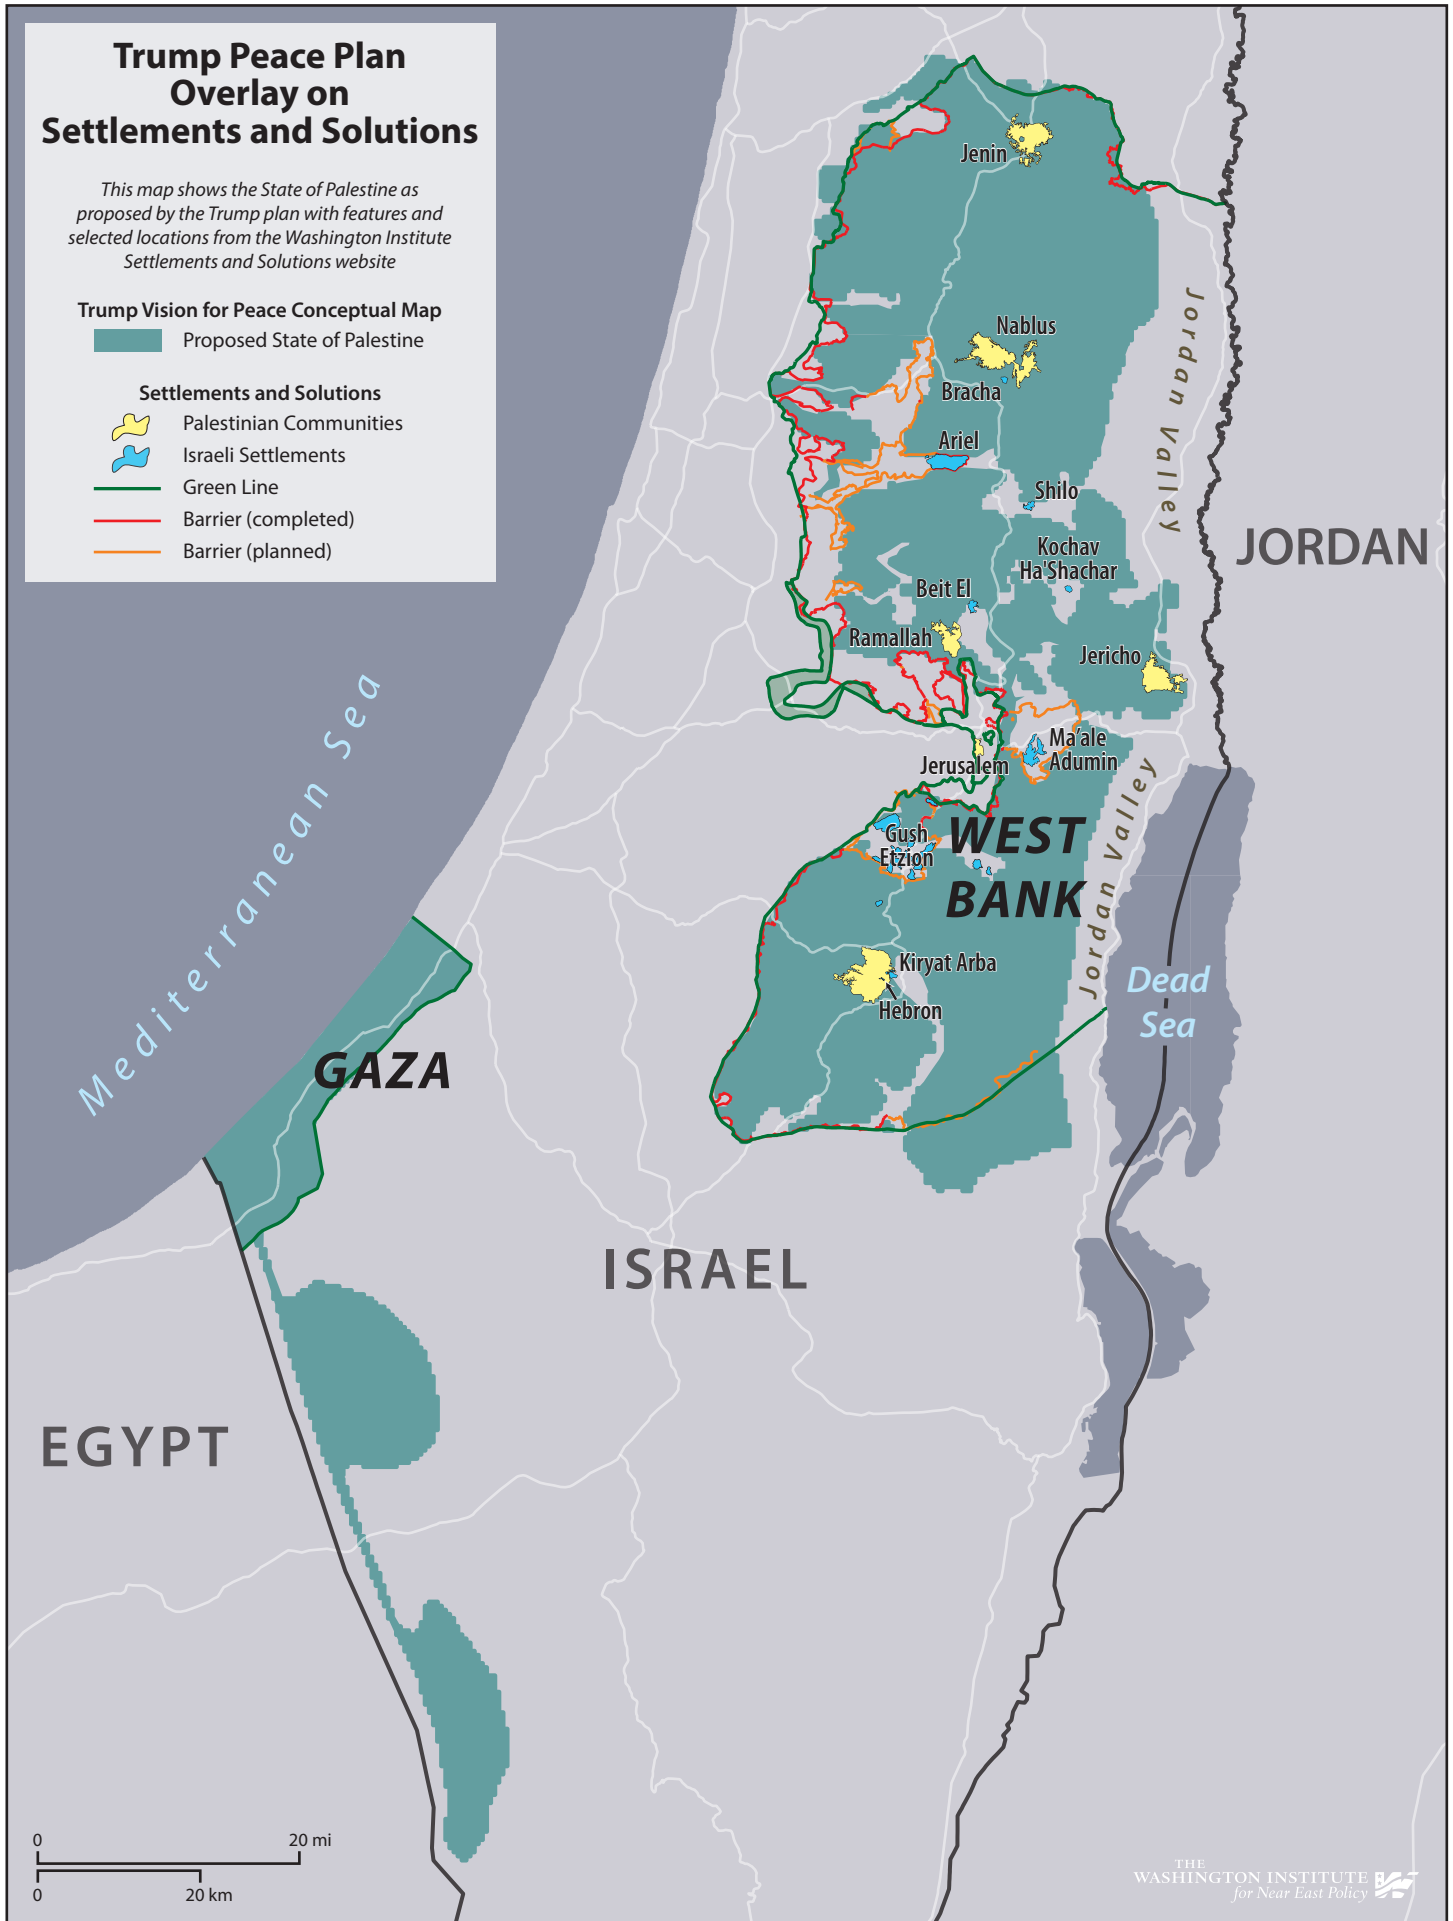 Trump Peace Plan
Overlay on
Settlements and Solutions
This map shows the State of Palestine as
proposed by the Trump plan with features and
selected locations from the Washington Institute
Settlements and Solutions website
Trump Vision for Peace Conceptual Map
Proposed State of Palestine
Settlements and Solutions
Palestinian Communities
Israeli Settlements
Green Line
Barrier (completed)
Barrier (planned)
Jenin
Nablus
Bracha
Ariel
Shilo
Kochav
Ha'Shachar
Beit El
Ramallah
Jericho
Jordan Valley
JORDAN
Ma'ale
Adumin
Jerusalem
Gush
Etzion
WEST
BANK
Jordan Valley
Kiryat Arba
Hebron
Dead
Sea
Mediterranean Sea
GAZA
ISRAEL
EGYPT
0
20 mi
0
20 km
THE
WASHINGTON INSTITUTE
for Near East Policy